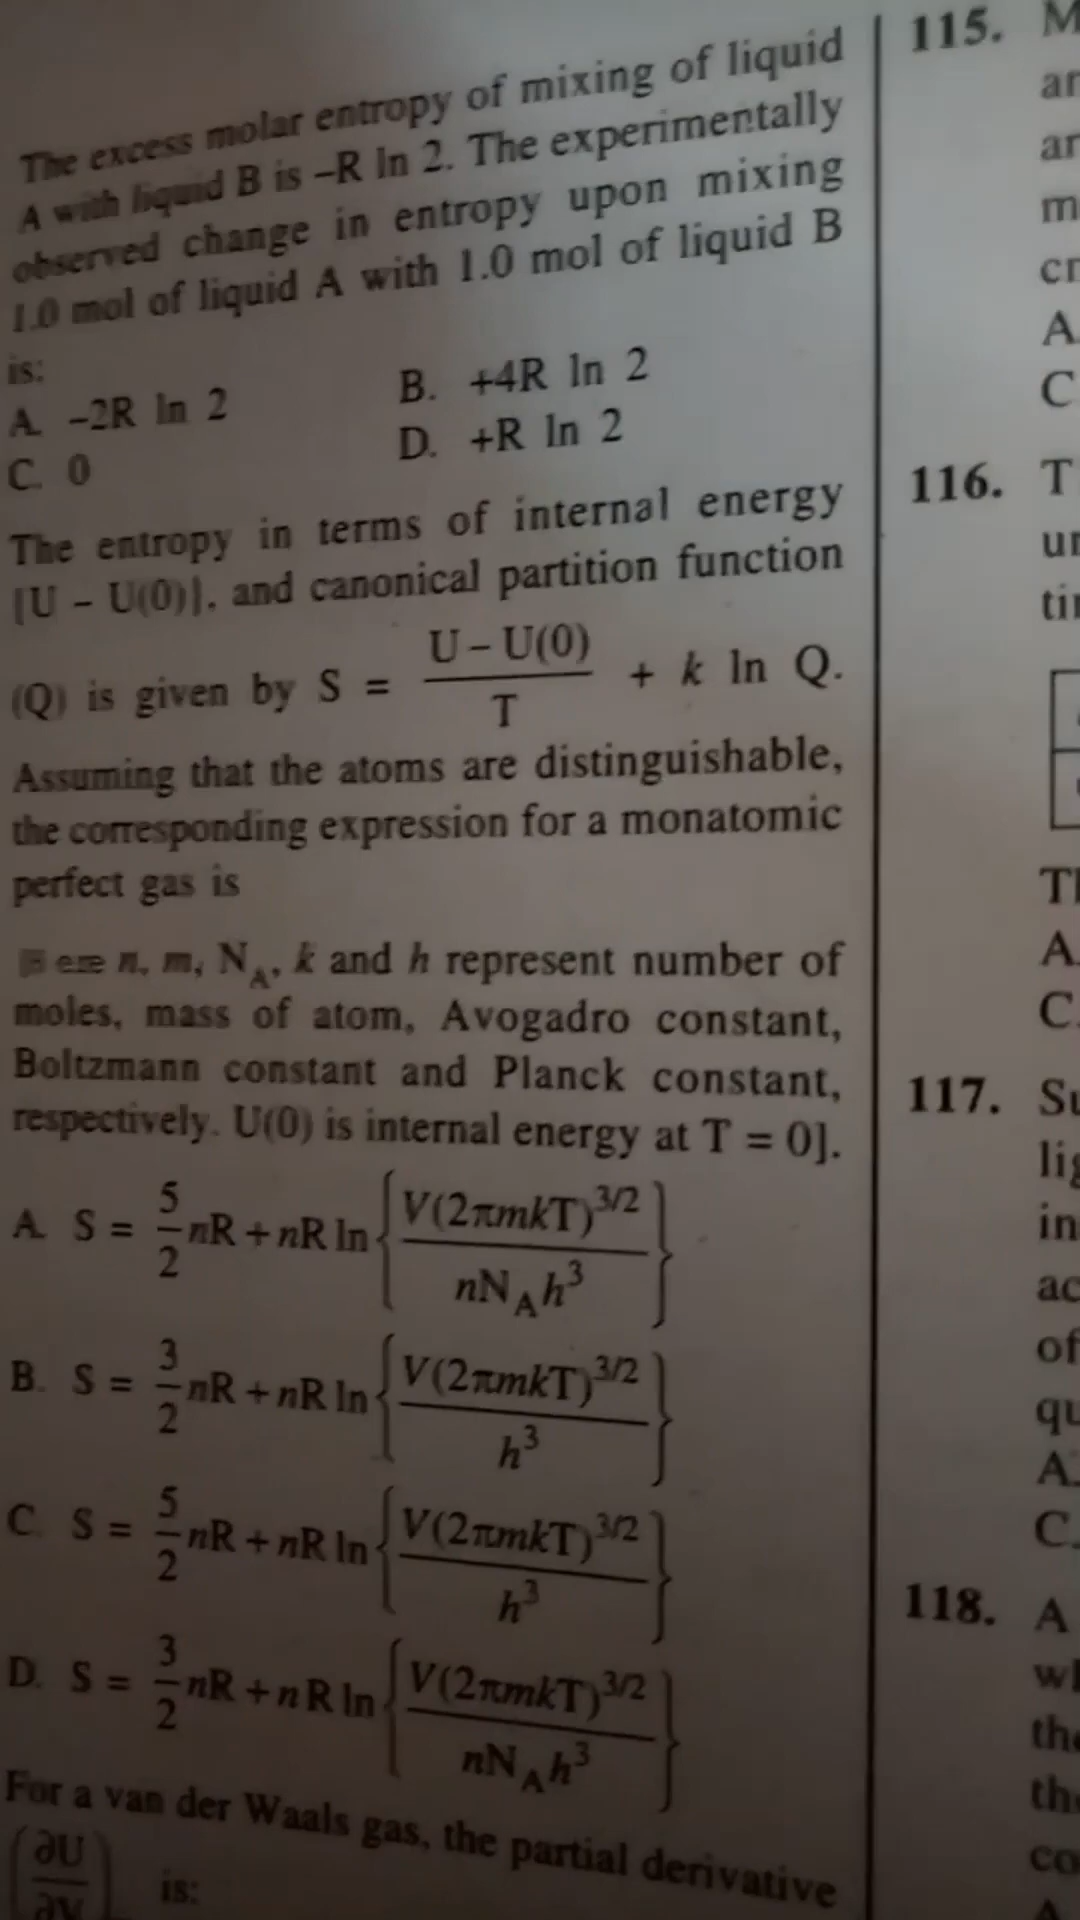 The excess molar entropy of mixing of liquid
A with liquid B is –R ln 2. The experimentally
observed change in entropy upon mixing
1.0 mol of liquid A with 1.0 mol of liquid B
is:
A. –2R ln 2
B. +4R ln 2
C. 0
D. +R ln 2
The entropy in terms of internal energy
[U – U(0)], and canonical partition function
(Q) is given by S = (U – U(0))/T + k ln Q.
Assuming that the atoms are distinguishable,
the corresponding expression for a monatomic
perfect gas is
n, m, N_A, k and h represent number of
moles, mass of atom, Avogadro constant,
Boltzmann constant and Planck constant,
respectively. U(0) is internal energy at T = 0].
A. S = 5/2 nR + nR ln {V(2πmkT)^3/2 / nN_A h^3}
B. S = 3/2 nR + nR ln {V(2πmkT)^3/2 / h^3}
C. S = 5/2 nR + nR ln {V(2πmkT)^3/2 / h^3}
D. S = 3/2 nR + nR ln {V(2πmkT)^3/2 / nN_A h^3}
For a van der Waals gas, the partial derivative
(∂U/∂V) is:
115.
A.
C
116. T
A.
C.
117.
A.
C.
118. A